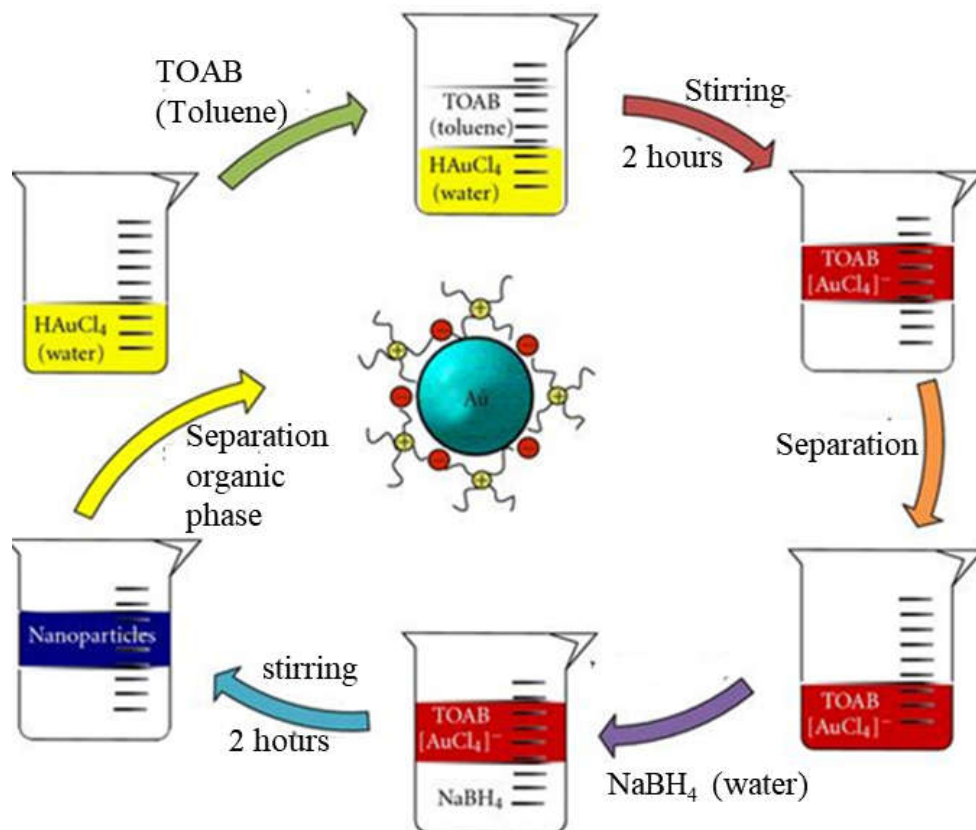 TOAB
(Toluene)
TOAB
(toluene)
HAuCl₄
(water)
Stirring
2 hours
HAuCl₄
(water)
TOAB
[AuCl₄]⁻
Au
Separation
organic
phase
Separation
Nanoparticles
stirring
2 hours
TOAB
[AuCl₄]⁻
NaBH₄
TOAB
[AuCl₄]⁻
NaBH₄ (water)